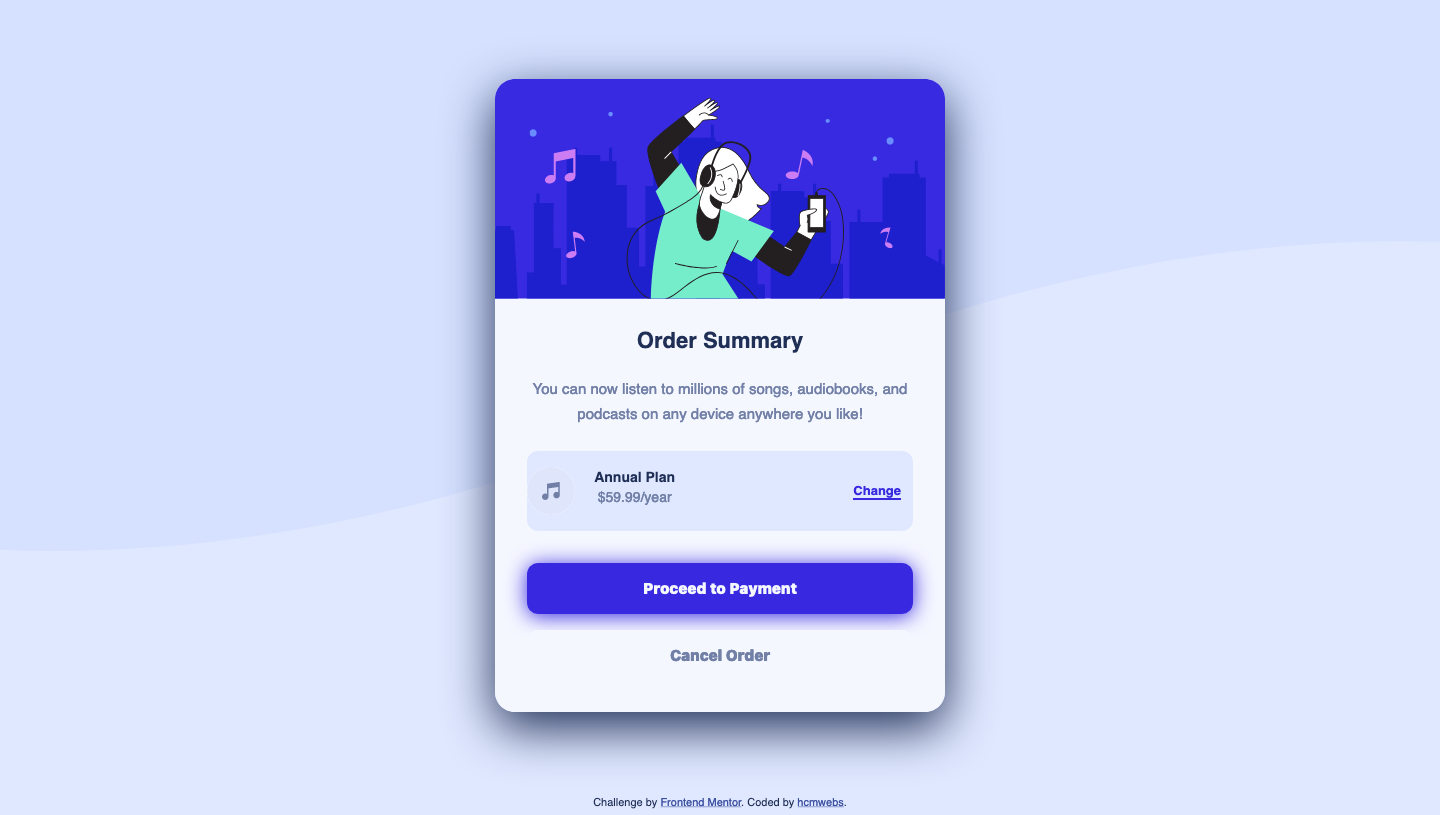 Order Summary
You can now listen to millions of songs, audiobooks, and
podcasts on any device anywhere you like!
Annual Plan
$59.99/year
Change
Proceed to Payment
Cancel Order
Challenge by Frontend Mentor. Coded by hcmwebs.